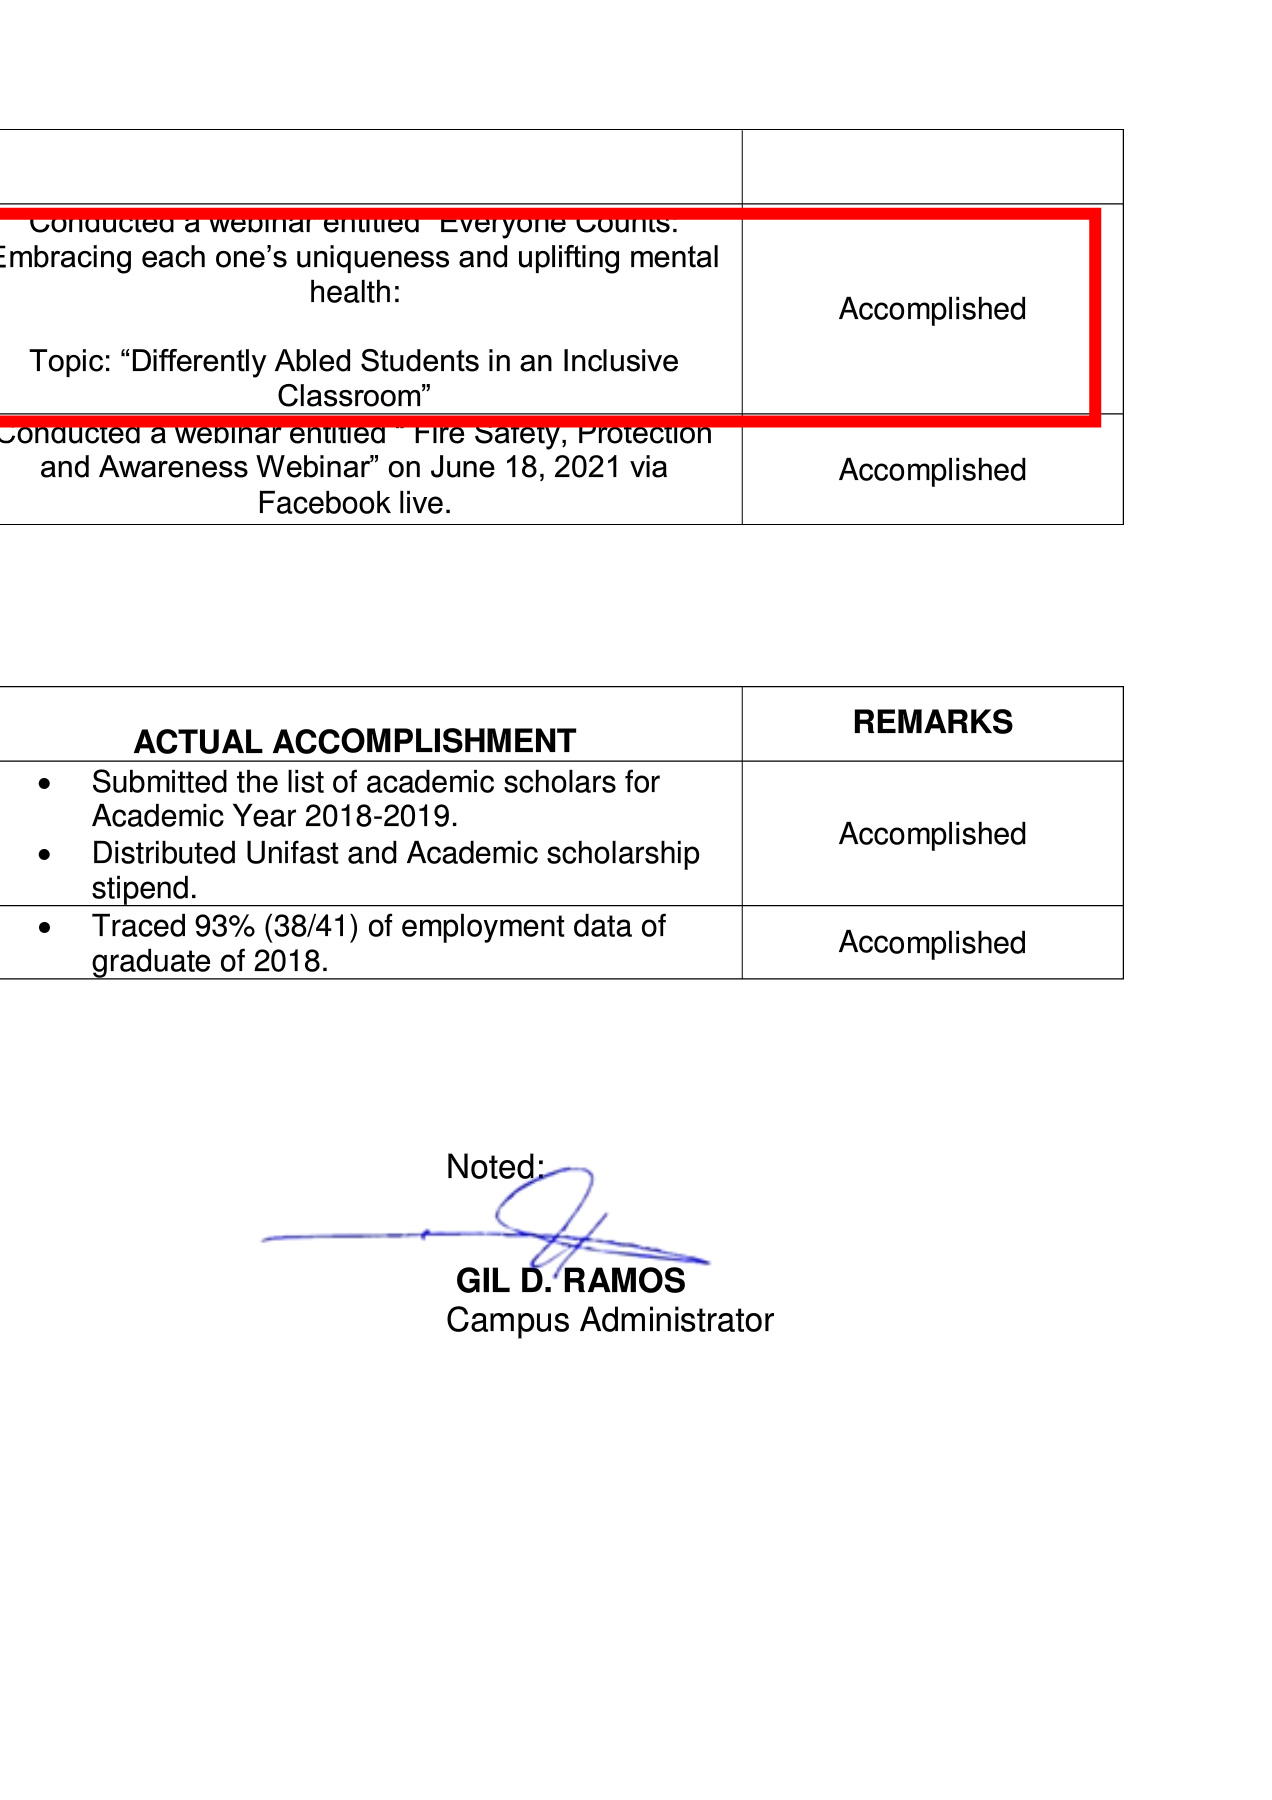 Conducted a webinar entitled “Everyone Counts:
Embracing each one’s uniqueness and uplifting mental
health:
Topic: “Differently Abled Students in an Inclusive
Classroom”
Accomplished
Conducted a webinar entitled “ Fire Safety, Protection
and Awareness Webinar” on June 18, 2021 via
Facebook live.
Accomplished
ACTUAL ACCOMPLISHMENT
REMARKS
• Submitted the list of academic scholars for
Academic Year 2018-2019.
• Distributed Unifast and Academic scholarship
stipend.
Accomplished
• Traced 93% (38/41) of employment data of
graduate of 2018.
Accomplished
Noted:
GIL D. RAMOS
Campus Administrator